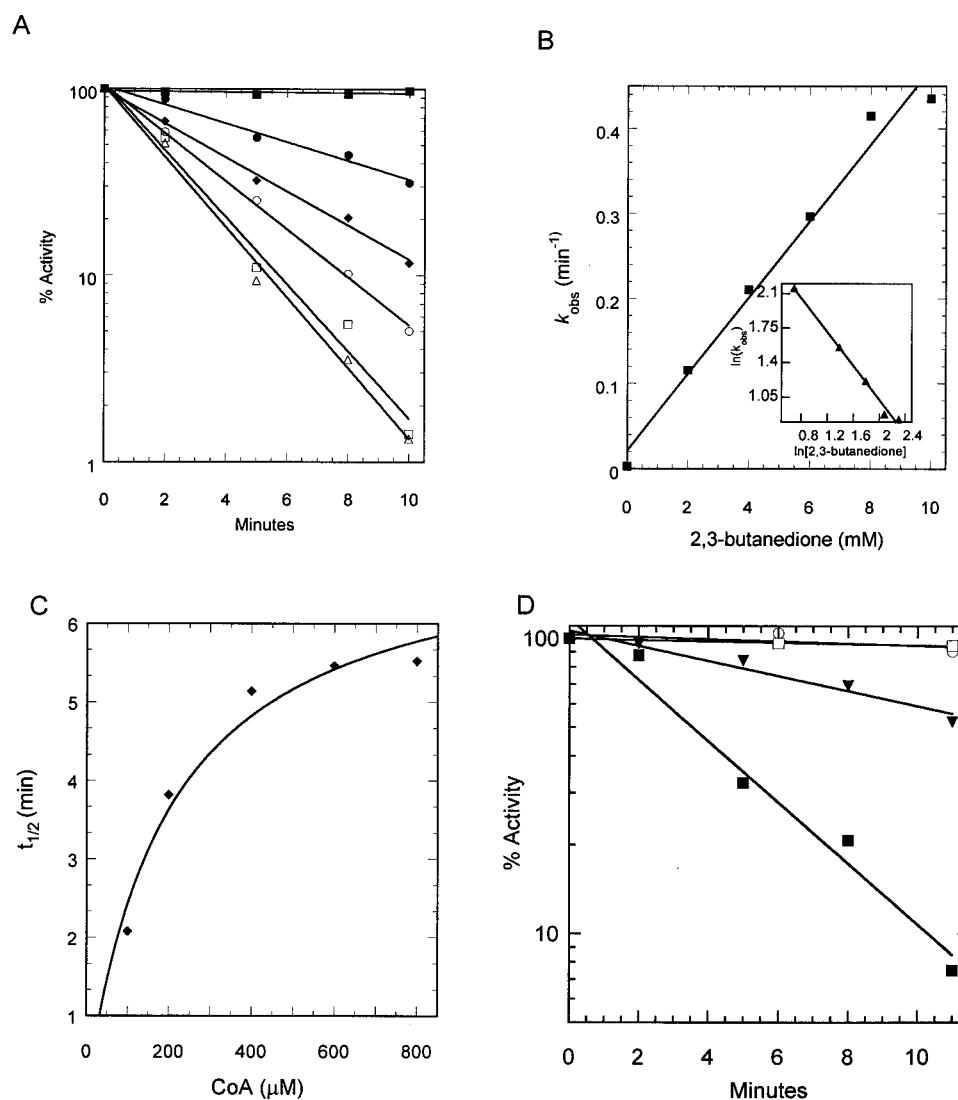 A
100
10
1
% Activity
0 2 4 6 8 10
Minutes
B
0.4
0.3
0.2
0.1
0
k obs (min⁻¹)
0 2 4 6 8 10
2,3-butanedione (mM)
2.1
1.75
1.4
1.05
ln(k obs)
0.8 1.2 1.6 2 2.4
ln[2,3-butanedione]
C
6
5
4
3
2
1
t 1/2 (min)
0 200 400 600 800
CoA (μM)
D
100
10
% Activity
0 2 4 6 8 10
Minutes